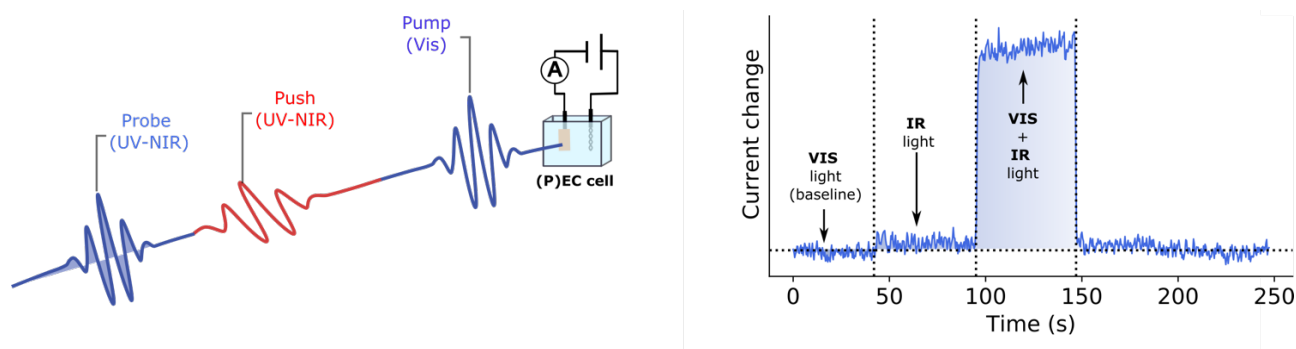 Pump
(Vis)
Push
(UV-NIR)
Probe
(UV-NIR)
A
(P)EC cell
Current change
VIS
light
(baseline)
IR
light
VIS
+
IR
light
0
50
100
150
200
250
Time (s)